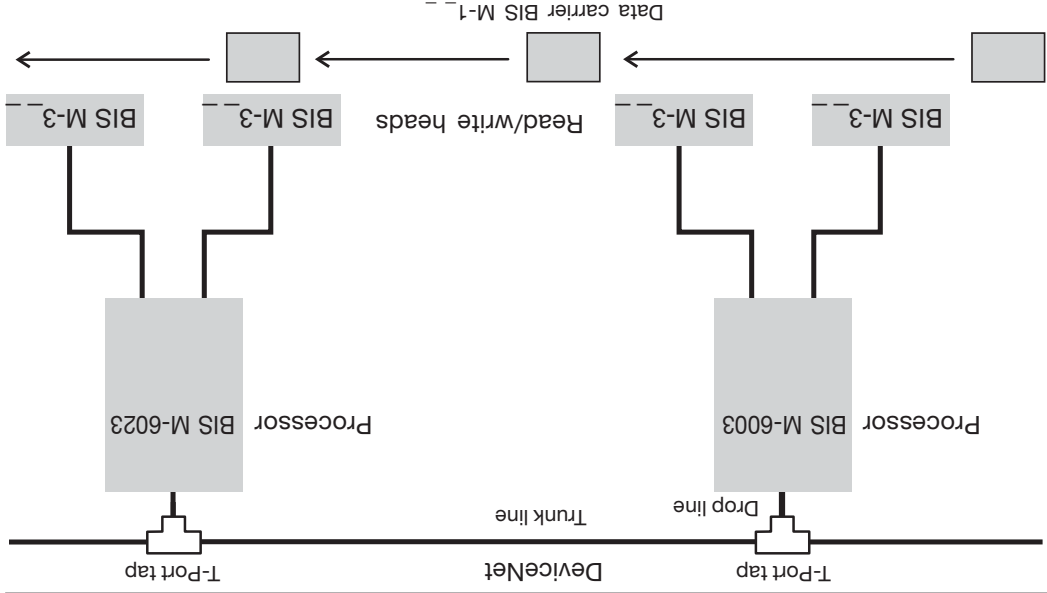 T-Port tap
DeviceNet
T-Port tap
Drop line
Trunk line
Processor
BIS M-6003
Processor
BIS M-6023
BIS M-3_ _
BIS M-3_ _
Read/write heads
BIS M-3_ _
BIS M-3_ _
Data carrier BIS M-1_ _